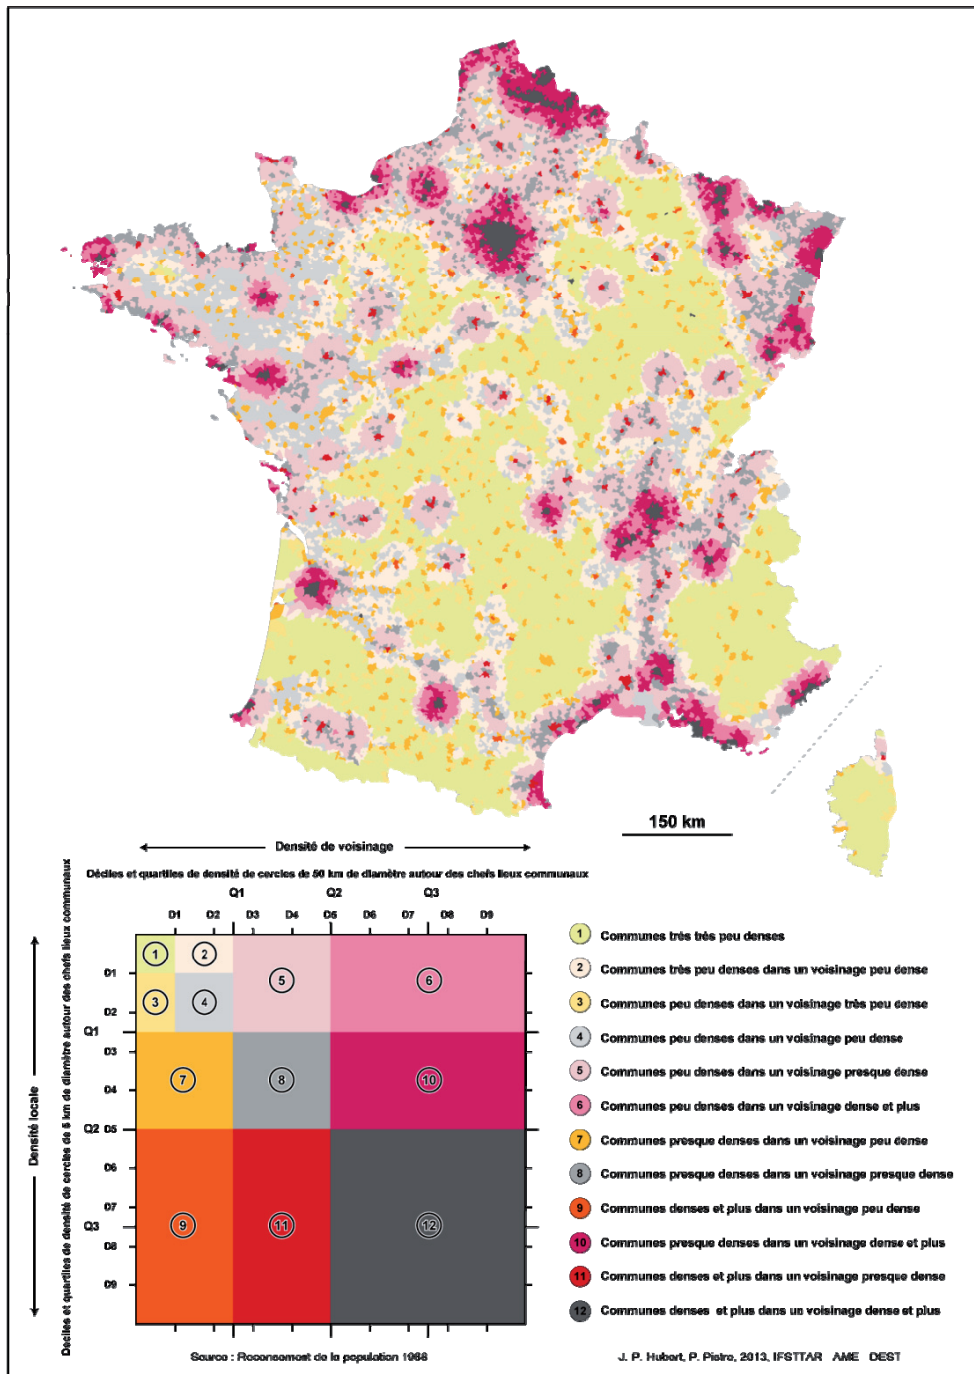 150 km
Densité de voisinage
Déciles et quartiles de densité de cercles de 50 km de diamètre autour des chefs lieux communaux
Q1 Q2 Q3
D1 D2 D3 D4 D5 D6 D7 D8 D9
Densité locale
Déciles et quartiles de densité de cercles de 5 km de diamètre autour des chefs lieux communaux
D1
D2
Q1
D3
D4
Q2 D5
D6
D7
Q3
D8
D9
1 2 5 6
3 4
7 8 10
9 11 12
1 Communes très très peu denses
2 Communes très peu denses dans un voisinage peu dense
3 Communes peu denses dans un voisinage très peu dense
4 Communes peu denses dans un voisinage peu dense
5 Communes peu denses dans un voisinage presque dense
6 Communes peu denses dans un voisinage dense et plus
7 Communes presque denses dans un voisinage peu dense
8 Communes presque denses dans un voisinage presque dense
9 Communes denses et plus dans un voisinage peu dense
10 Communes presque denses dans un voisinage dense et plus
11 Communes denses et plus dans un voisinage presque dense
12 Communes denses et plus dans un voisinage dense et plus
Source : Recensement de la population 1968
J. P. Hubert, P. Pistre, 2013, IFSTTAR AME DEST